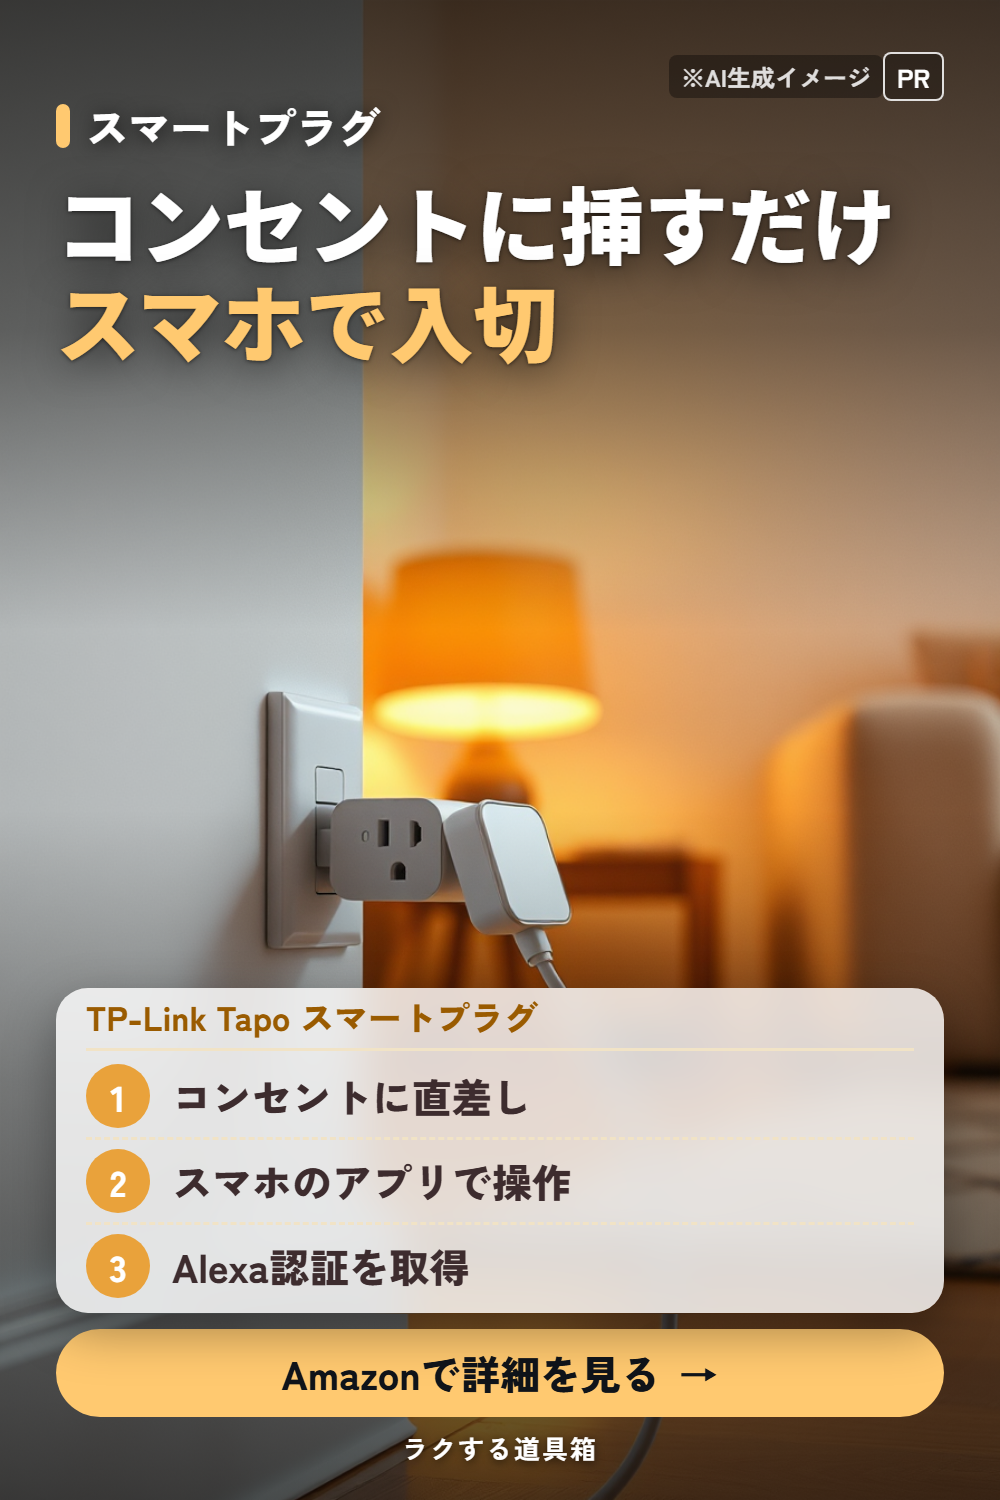 ※AI生成イメージ PR
スマートプラグ
コンセントに挿すだけ
スマホで入切
TP-Link Tapo スマートプラグ
1 コンセントに直差し
2 スマホのアプリで操作
3 Alexa認証を取得
Amazonで詳細を見る →
ラクする道具箱